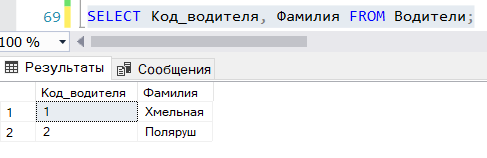 69 SELECT Код_водителя, Фамилия FROM Водители;
100 %
Результаты Сообщения
Код_водителя Фамилия
1 1 Хмельная
2 2 Поляруш